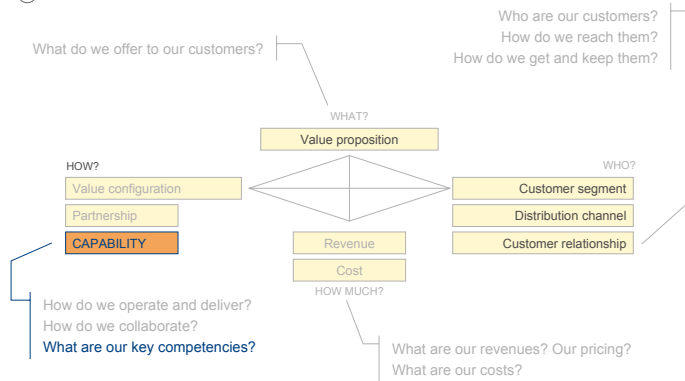 Who are our customers?
What do we offer to our customers?
How do we reach them?
How do we get and keep them?
WHAT?
Value proposition
HOW?
WHO?
Value configuration
Customer segment
Partnership
Distribution channel
CAPABILITY
Revenue
Customer relationship
Cost
HOW MUCH?
How do we operate and deliver?
How do we collaborate?
What are our key competencies?
What are our revenues? Our pricing?
What are our costs?